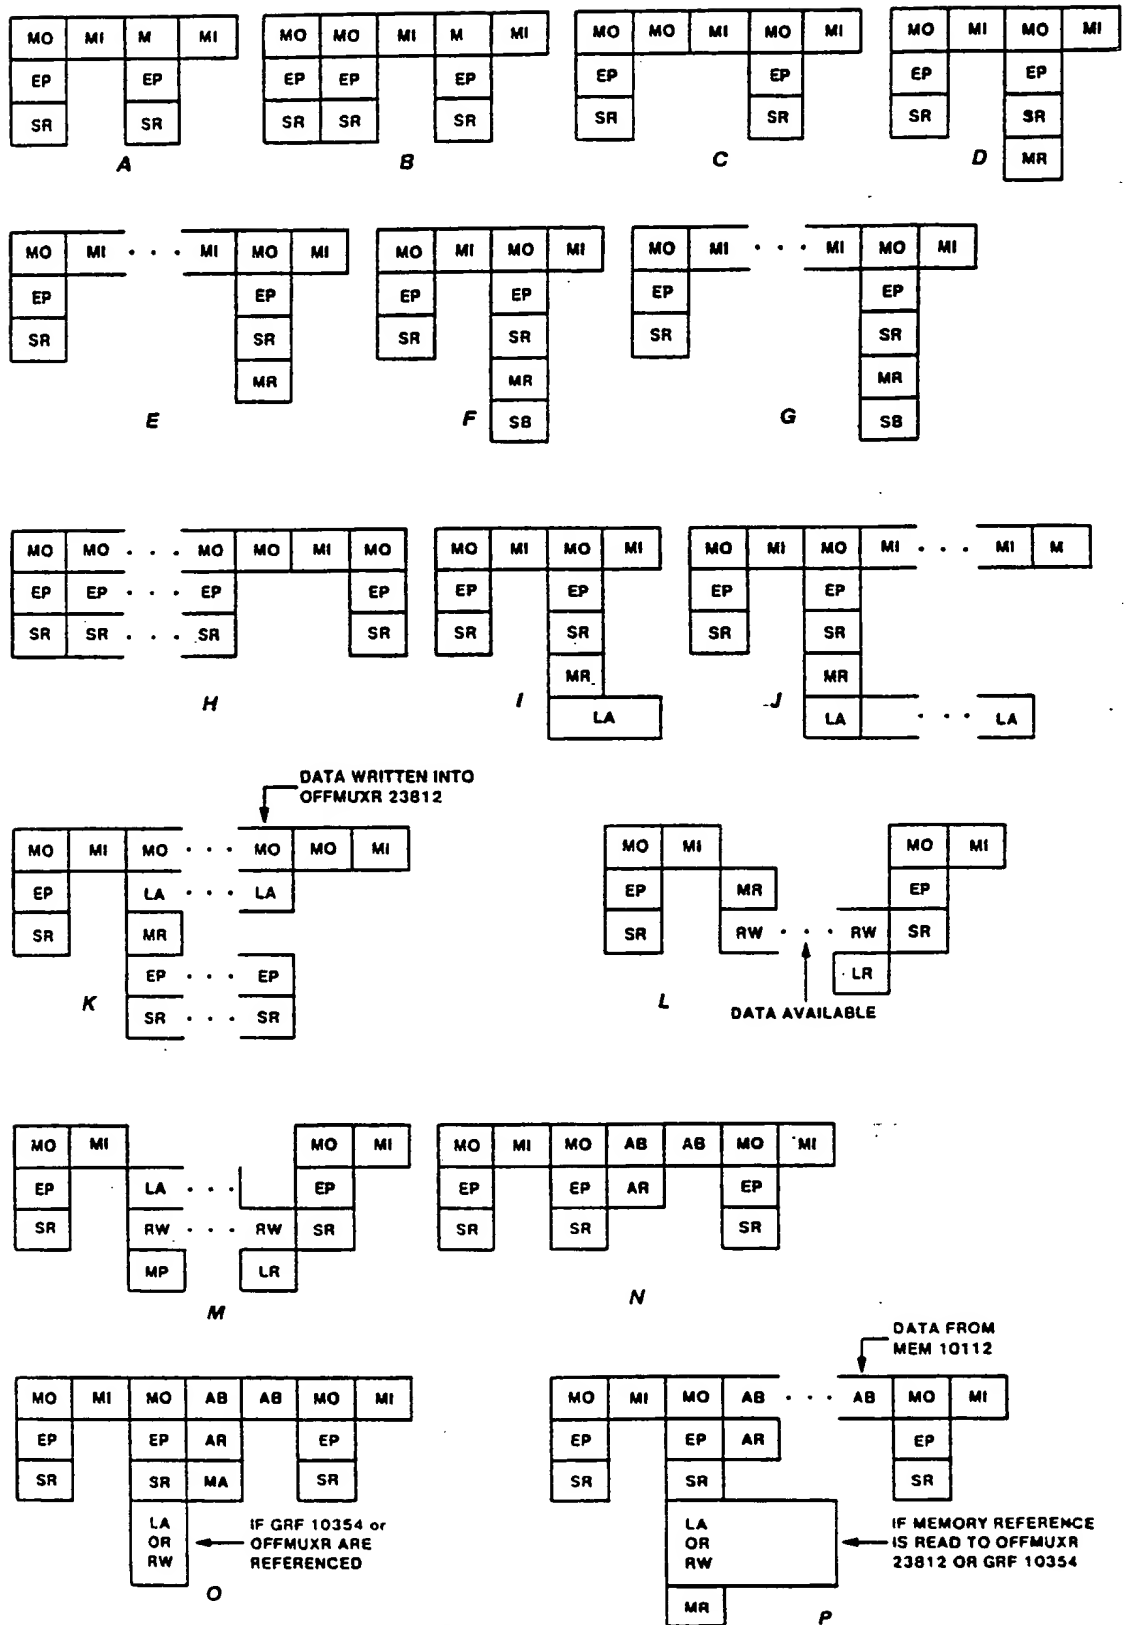 MO MI M MI
EP EP
SR SR
A
MO MO MI M MI
EP EP EP
SR SR SR
B
MO MO MI MO MI
EP EP
SR SR
C
MO MI MO MI
EP EP
SR SR
MR
D
MO MI · · · MI MO MI
EP EP
SR SR
MR
E
MO MI MO MI
EP EP
SR SR
MR
SB
F
MO MI · · · MI MO MI
EP EP
SR SR
MR
SB
G
MO MO · · · MO MO MI MO
EP EP · · · EP EP
SR SR · · · SR SR
H
MO MI MO MI
EP EP
SR SR
MR
LA
I
MO MI MO MI · · · MI M
EP EP
SR SR
MR
LA · · · LA
J
DATA WRITTEN INTO
OFFMUXR 23812
MO MI MO · · · MO MO MI
EP LA · · · LA
SR MR
EP · · · EP
SR · · · SR
K
MO MI MO MI
EP MR EP
SR RW · · · RW SR
LR
L
DATA AVAILABLE
MO MI MO MI
EP LA · · · EP
SR RW · · · RW SR
MP LR
M
MO MI MO AB AB MO MI
EP EP AR EP
SR SR SR
N
MO MI MO AB AB MO MI
EP EP AR EP
SR SR MA SR
LA
OR
RW
IF GRF 10354 or
OFFMUXR ARE
REFERENCED
O
DATA FROM
MEM 10112
MO MI MO AB · · · AB MO MI
EP EP AR EP
SR SR SR
LA
OR
RW
IF MEMORY REFERENCE
IS READ TO OFFMUXR
23812 OR GRF 10354
MR
P